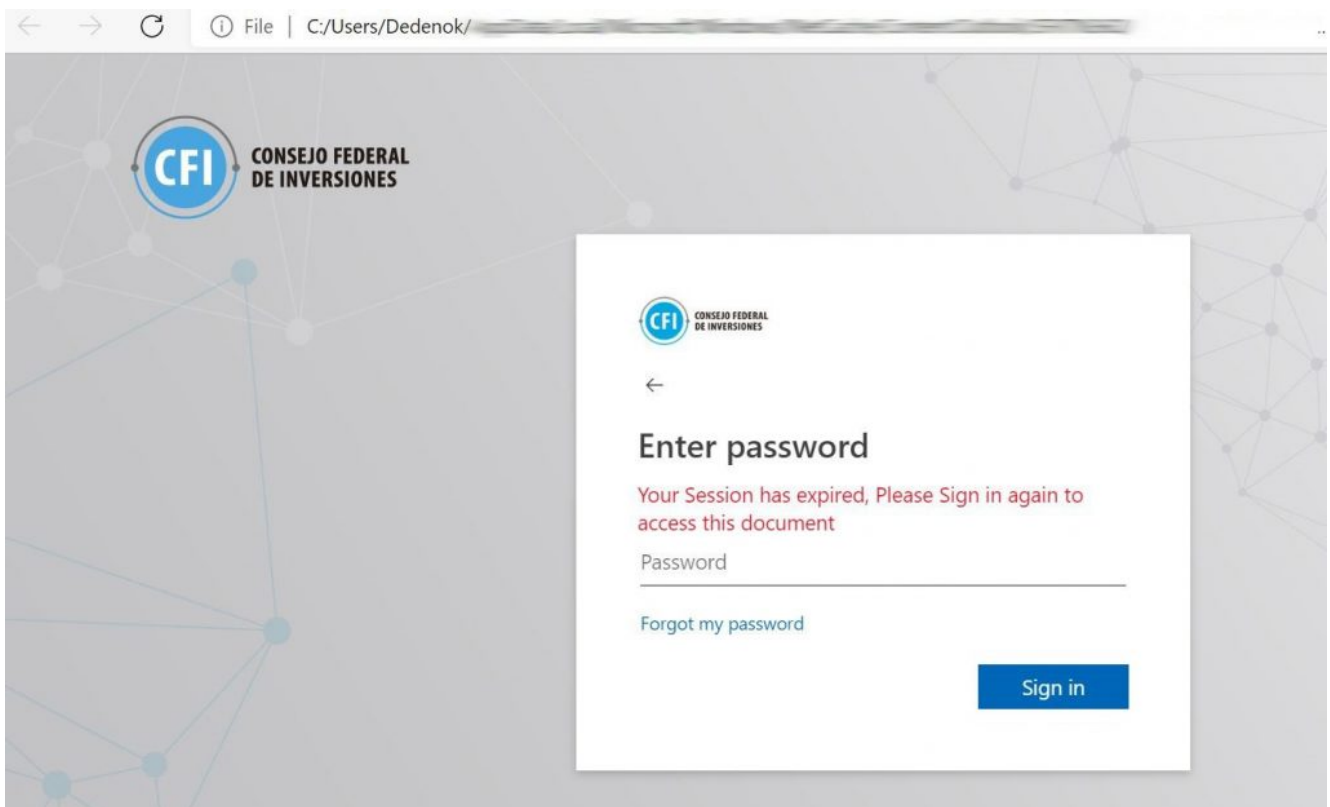 File | C:/Users/Dedenok/
CFI CONSEJO FEDERAL
DE INVERSIONES
CFI CONSEJO FEDERAL
DE INVERSIONES
Enter password
Your Session has expired, Please Sign in again to
access this document
Password
Forgot my password
Sign in